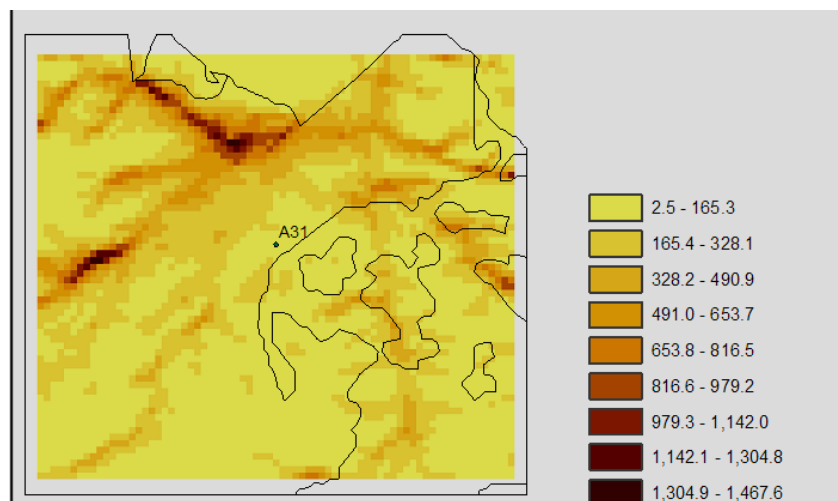 A31
2.5 - 165.3
165.4 - 328.1
328.2 - 490.9
491.0 - 653.7
653.8 - 816.5
816.6 - 979.2
979.3 - 1,142.0
1,142.1 - 1,304.8
1,304.9 - 1,467.6